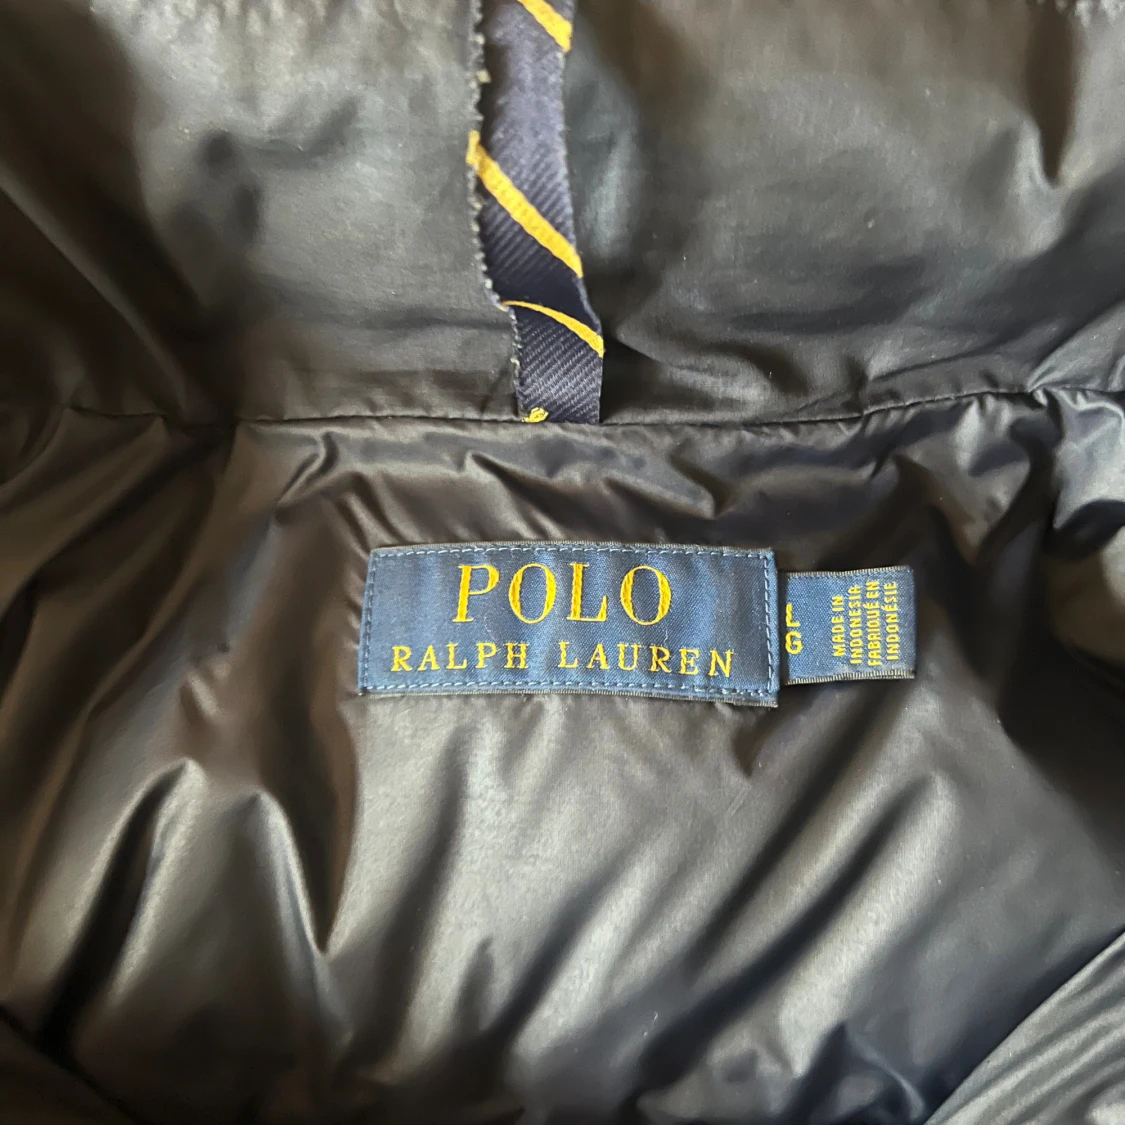 POLO
RALPH LAUREN
L
G
MADE IN
INDONESIA
FABRIQUÉ EN
INDONÉSIE